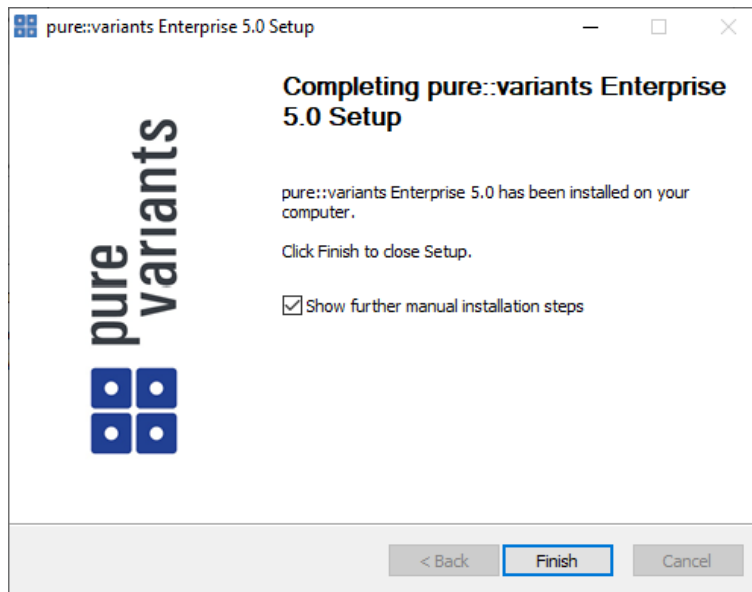 pure::variants Enterprise 5.0 Setup
Completing pure::variants Enterprise
5.0 Setup
pure
variants
pure::variants Enterprise 5.0 has been installed on your
computer.
Click Finish to close Setup.
Show further manual installation steps
< Back
Finish
Cancel